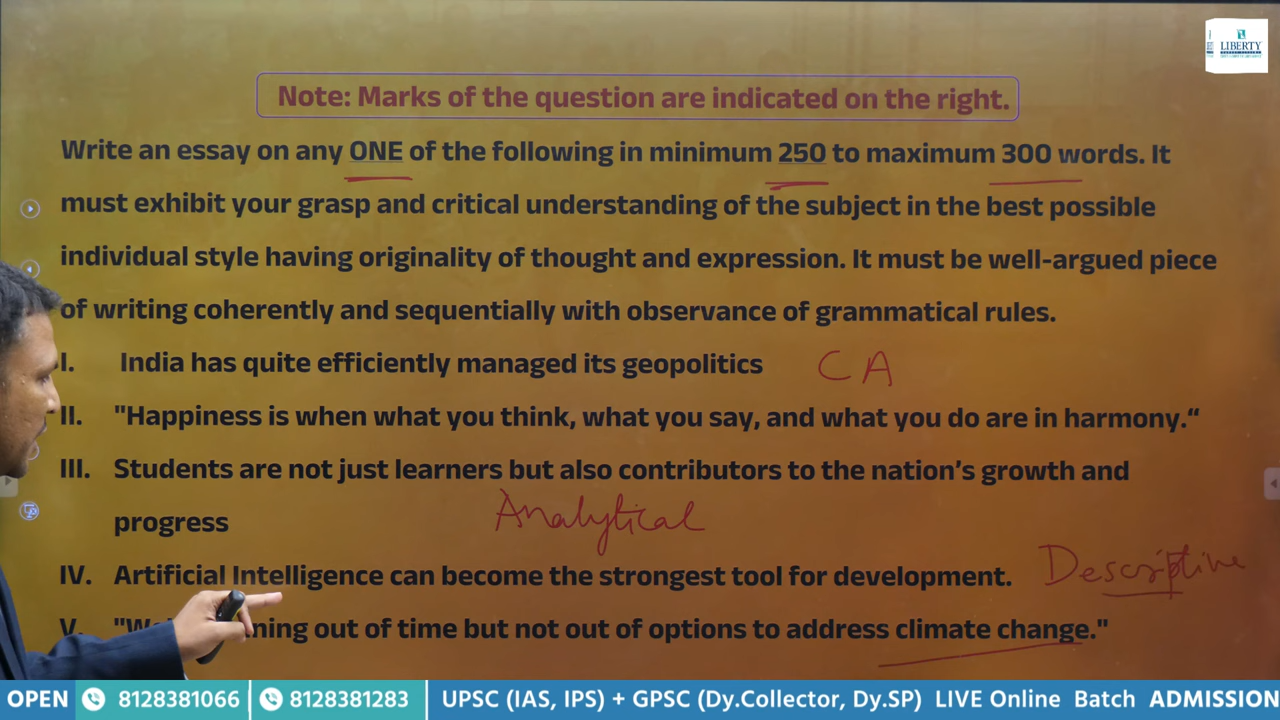 LIBERTY
Note: Marks of the question are indicated on the right.
Write an essay on any ONE of the following in minimum 250 to maximum 300 words. It
must exhibit your grasp and critical understanding of the subject in the best possible
individual style having originality of thought and expression. It must be well-argued piece
of writing coherently and sequentially with observance of grammatical rules.
I. India has quite efficiently managed its geopolitics CA
II. "Happiness is when what you think, what you say, and what you do are in harmony.“
III. Students are not just learners but also contributors to the nation’s growth and
progress
Analytical
IV. Artificial Intelligence can become the strongest tool for development. Descriptive
V. out of time but not out of options to address climate change."
OPEN 8128381066 8128381283 UPSC (IAS, IPS) + GPSC (Dy.Collector, Dy.SP) LIVE Online Batch ADMISSION